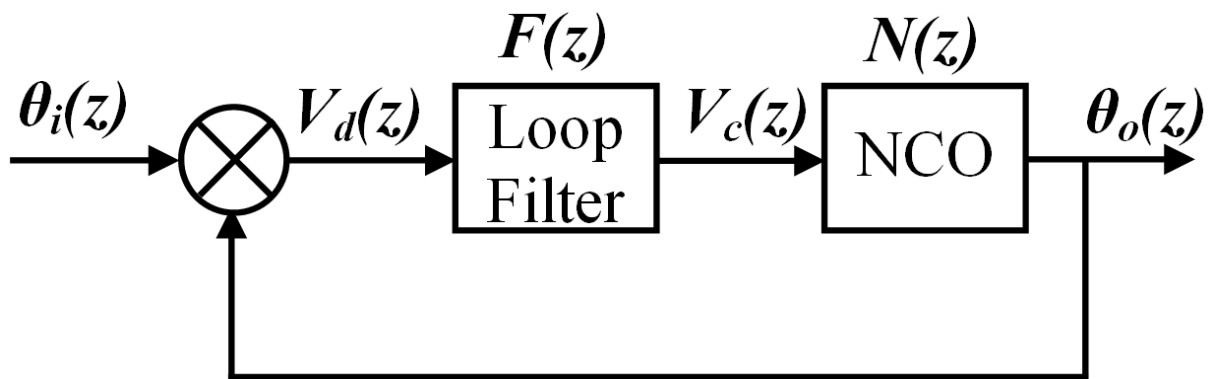 F(z)
N(z)
θi(z)
Vd(z)
Loop
Filter
Vc(z)
NCO
θo(z)